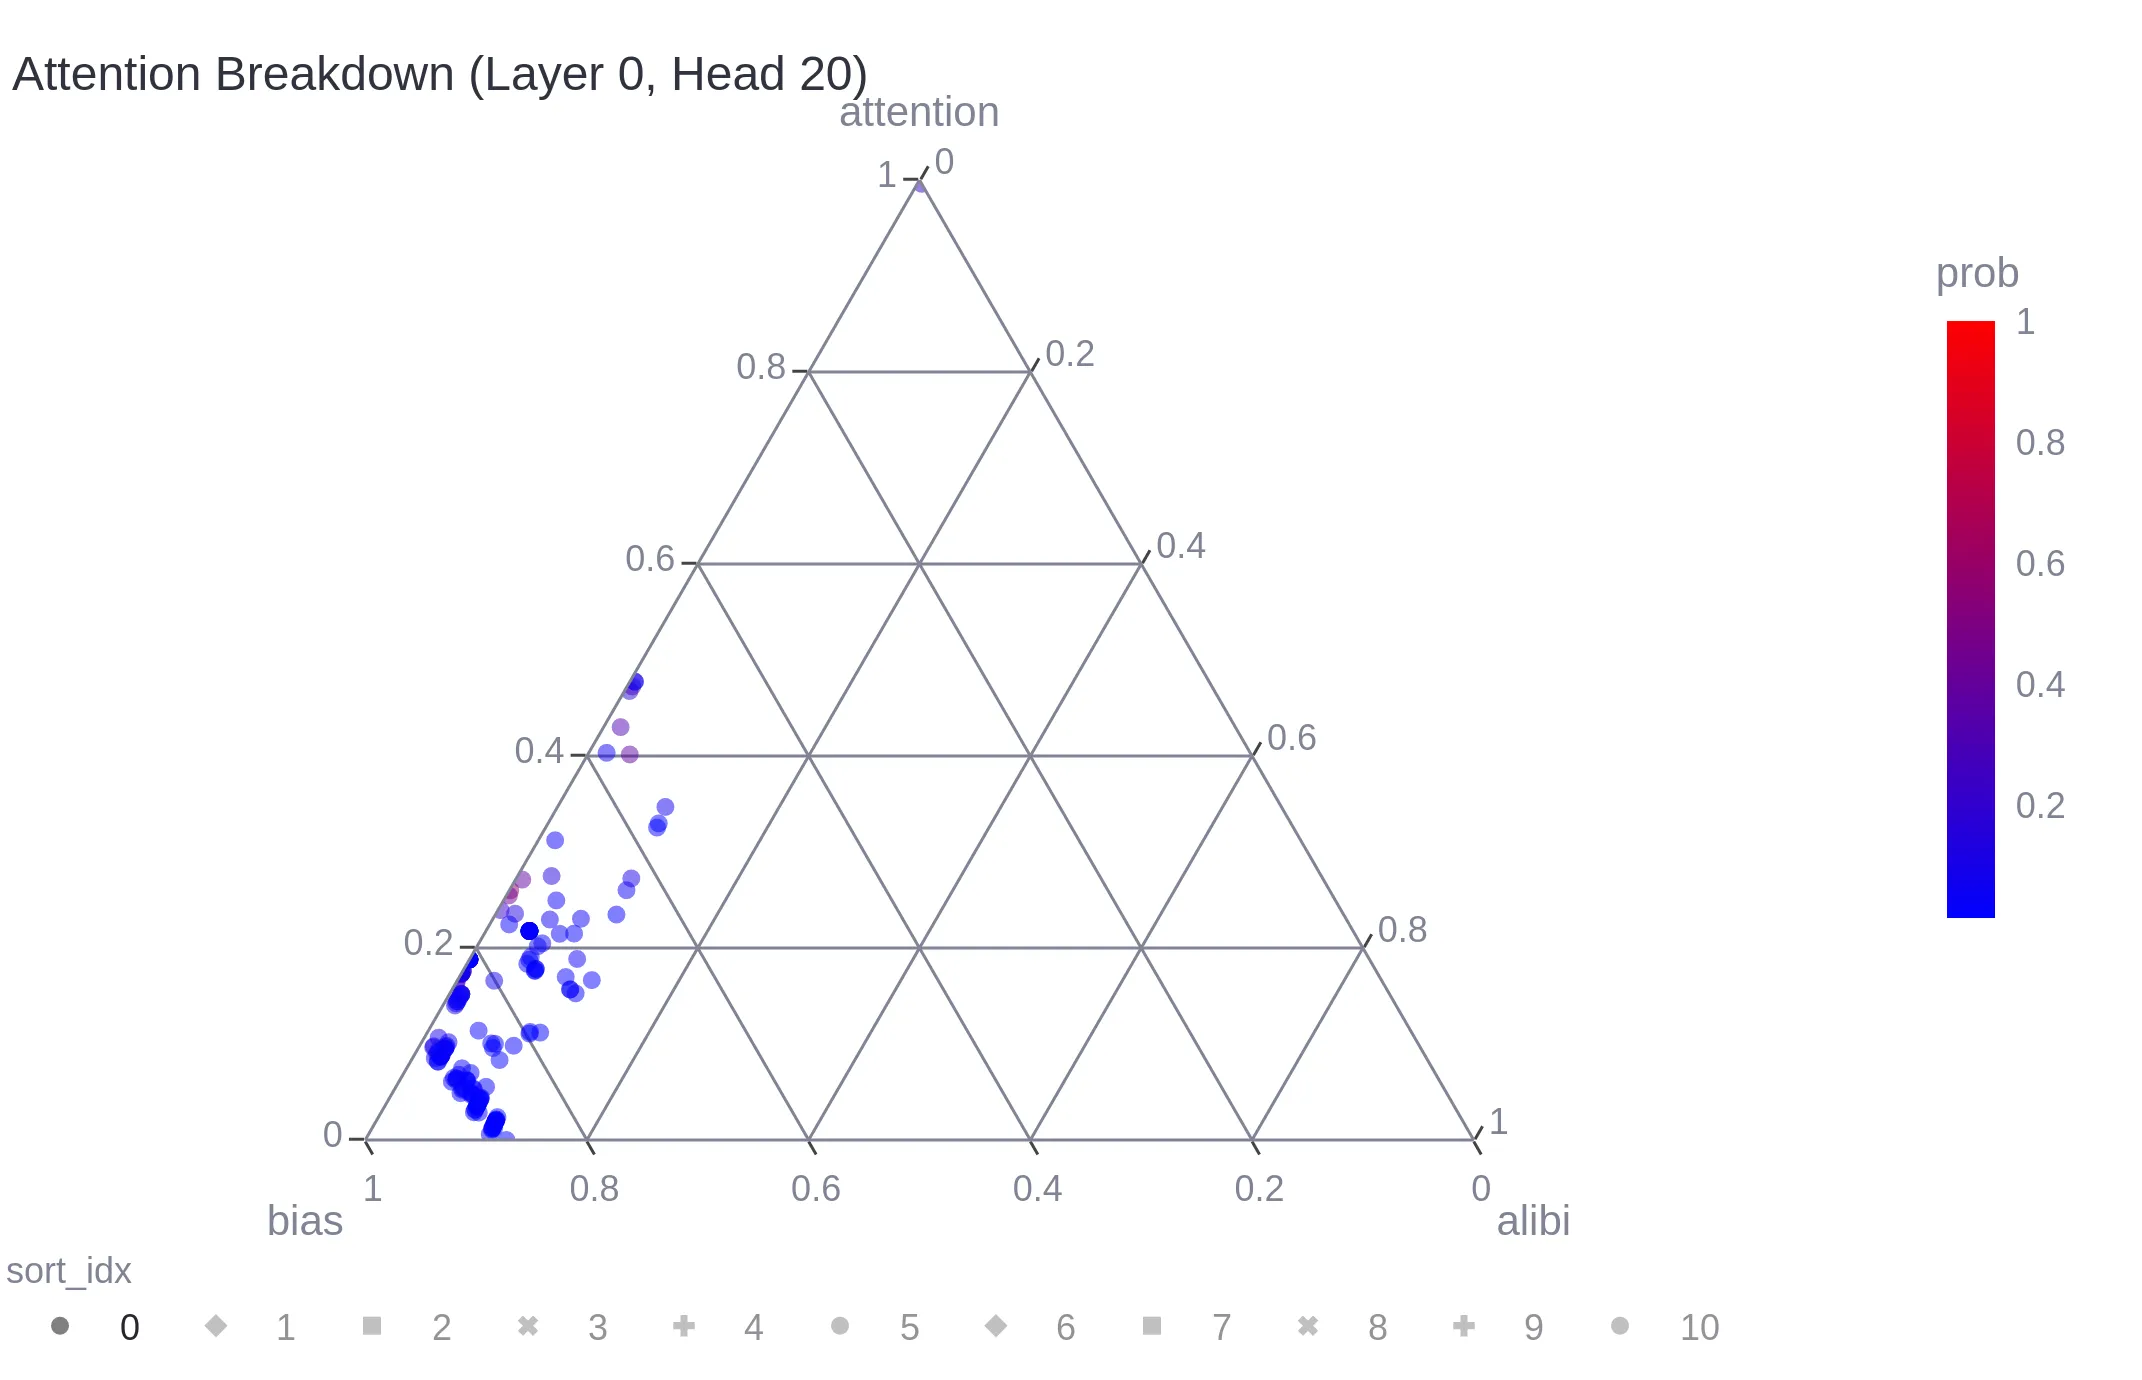 Attention Breakdown (Layer 0, Head 20)
attention
1 0
prob
1
0.8 0.2
0.8
0.6 0.4
0.6
0.4 0.6
0.4
0.2 0.8
0.2
0 1
1 0.8 0.6 0.4 0.2 0
bias alibi
sort_idx
0 1 2 3 4 5 6 7 8 9 10